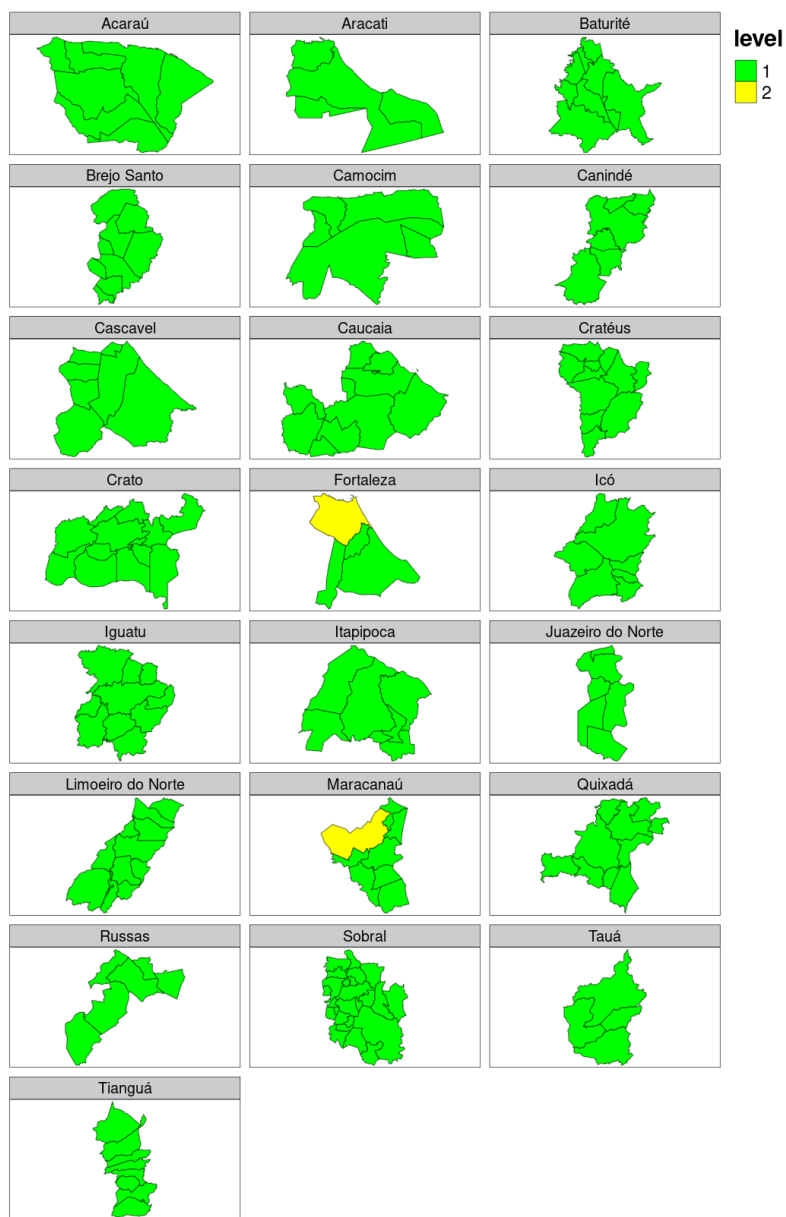 Acaraú
Aracati
Baturité
level
1
2
Brejo Santo
Camocim
Canindé
Cascavel
Caucaia
Cratéus
Crato
Fortaleza
Icó
Iguatu
Itapipoca
Juazeiro do Norte
Limoeiro do Norte
Maracanaú
Quixadá
Russas
Sobral
Tauá
Tianguá